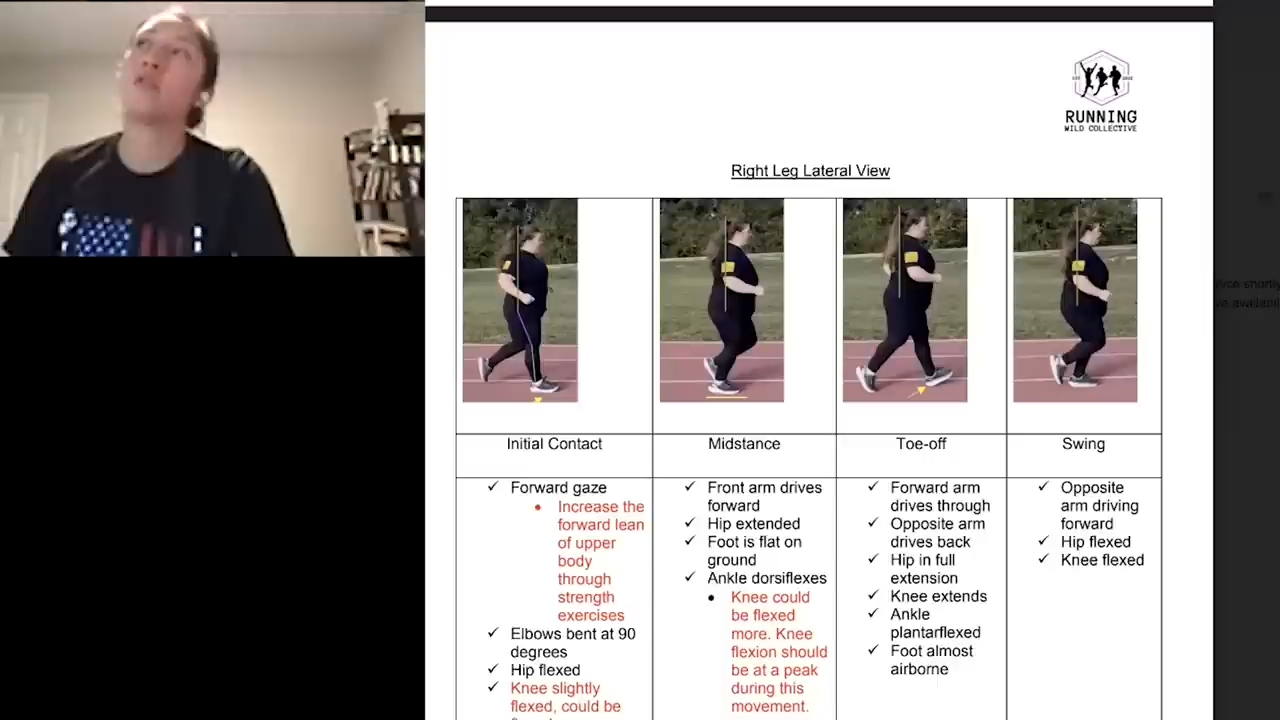 RUNNING
WILD COLLECTIVE
Right Leg Lateral View
Initial Contact
Midstance
Toe-off
Swing
✓ Forward gaze
• Increase the
forward lean
of upper
body
through
strength
exercises
✓ Elbows bent at 90
degrees
✓ Hip flexed
✓ Knee slightly
flexed, could be
✓ Front arm drives
forward
✓ Hip extended
✓ Foot is flat on
ground
✓ Ankle dorsiflexes
• Knee could
be flexed
more. Knee
flexion should
be at a peak
during this
movement.
✓ Forward arm
drives through
✓ Opposite arm
drives back
✓ Hip in full
extension
✓ Knee extends
✓ Ankle
plantarflexed
✓ Foot almost
airborne
✓ Opposite
arm driving
forward
✓ Hip flexed
✓ Knee flexed